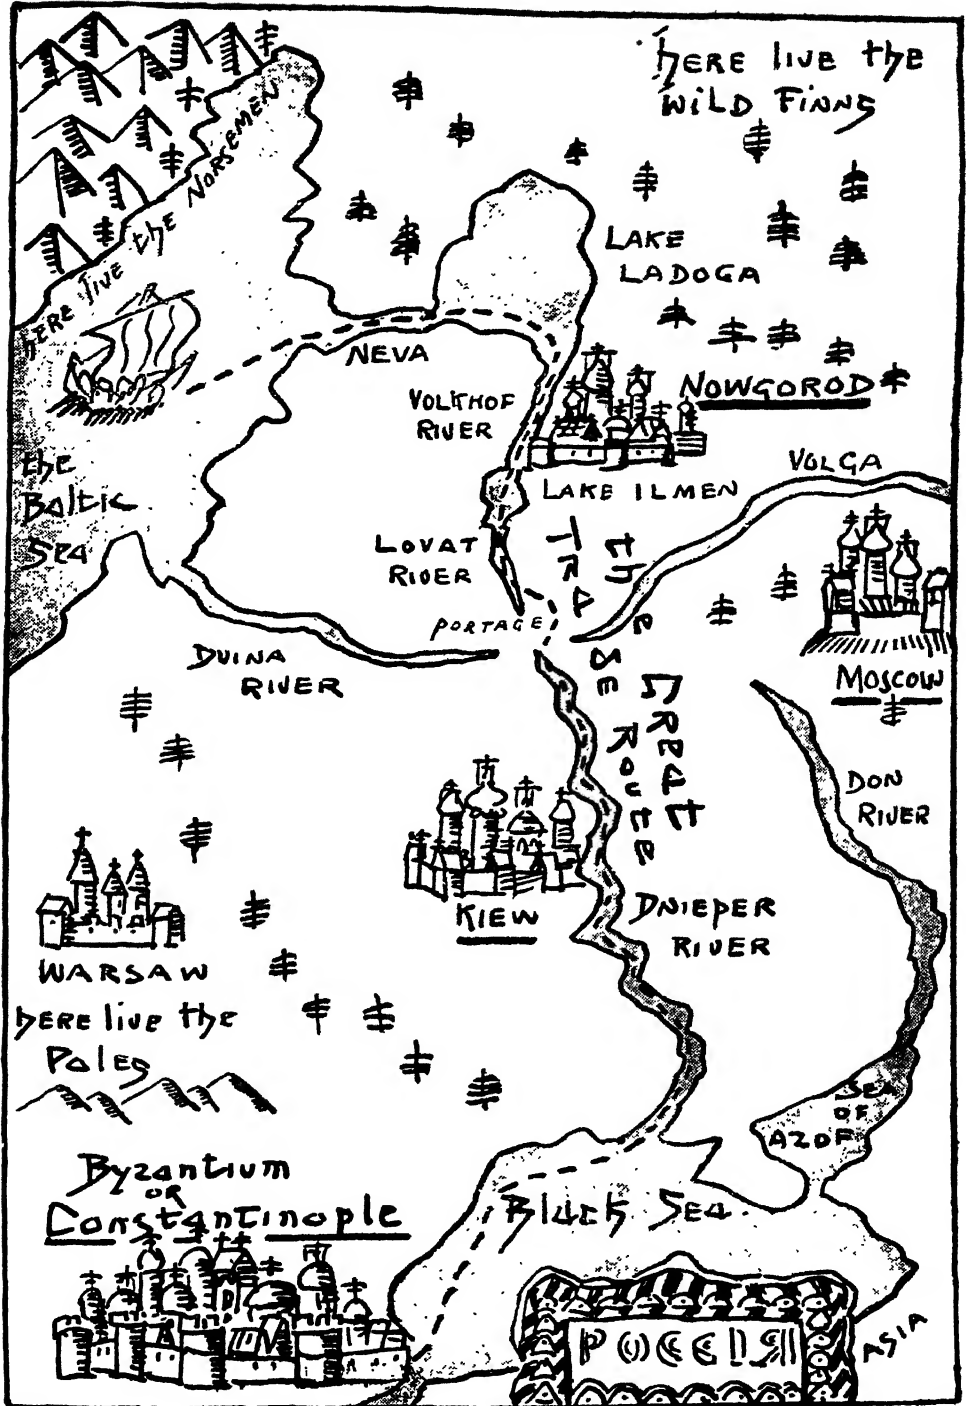 here live the
wild Finns
here live the Norsemen
LAKE
LADOGA
NEVA
NOWGOROD
VOLKHOF
RIVER
VOLGA
the
Baltic
Sea
LAKE ILMEN
LOVAT
RIVER
PORTAGE
the Great
Trade Route
DUINA
RIVER
Moscow
DON
RIVER
KIEW
DNIEPER
RIVER
WARSAW
here live the
Poles
SEA
OF
AZOF
Byzantium
OR
Constantinople
Black Sea
ASIA